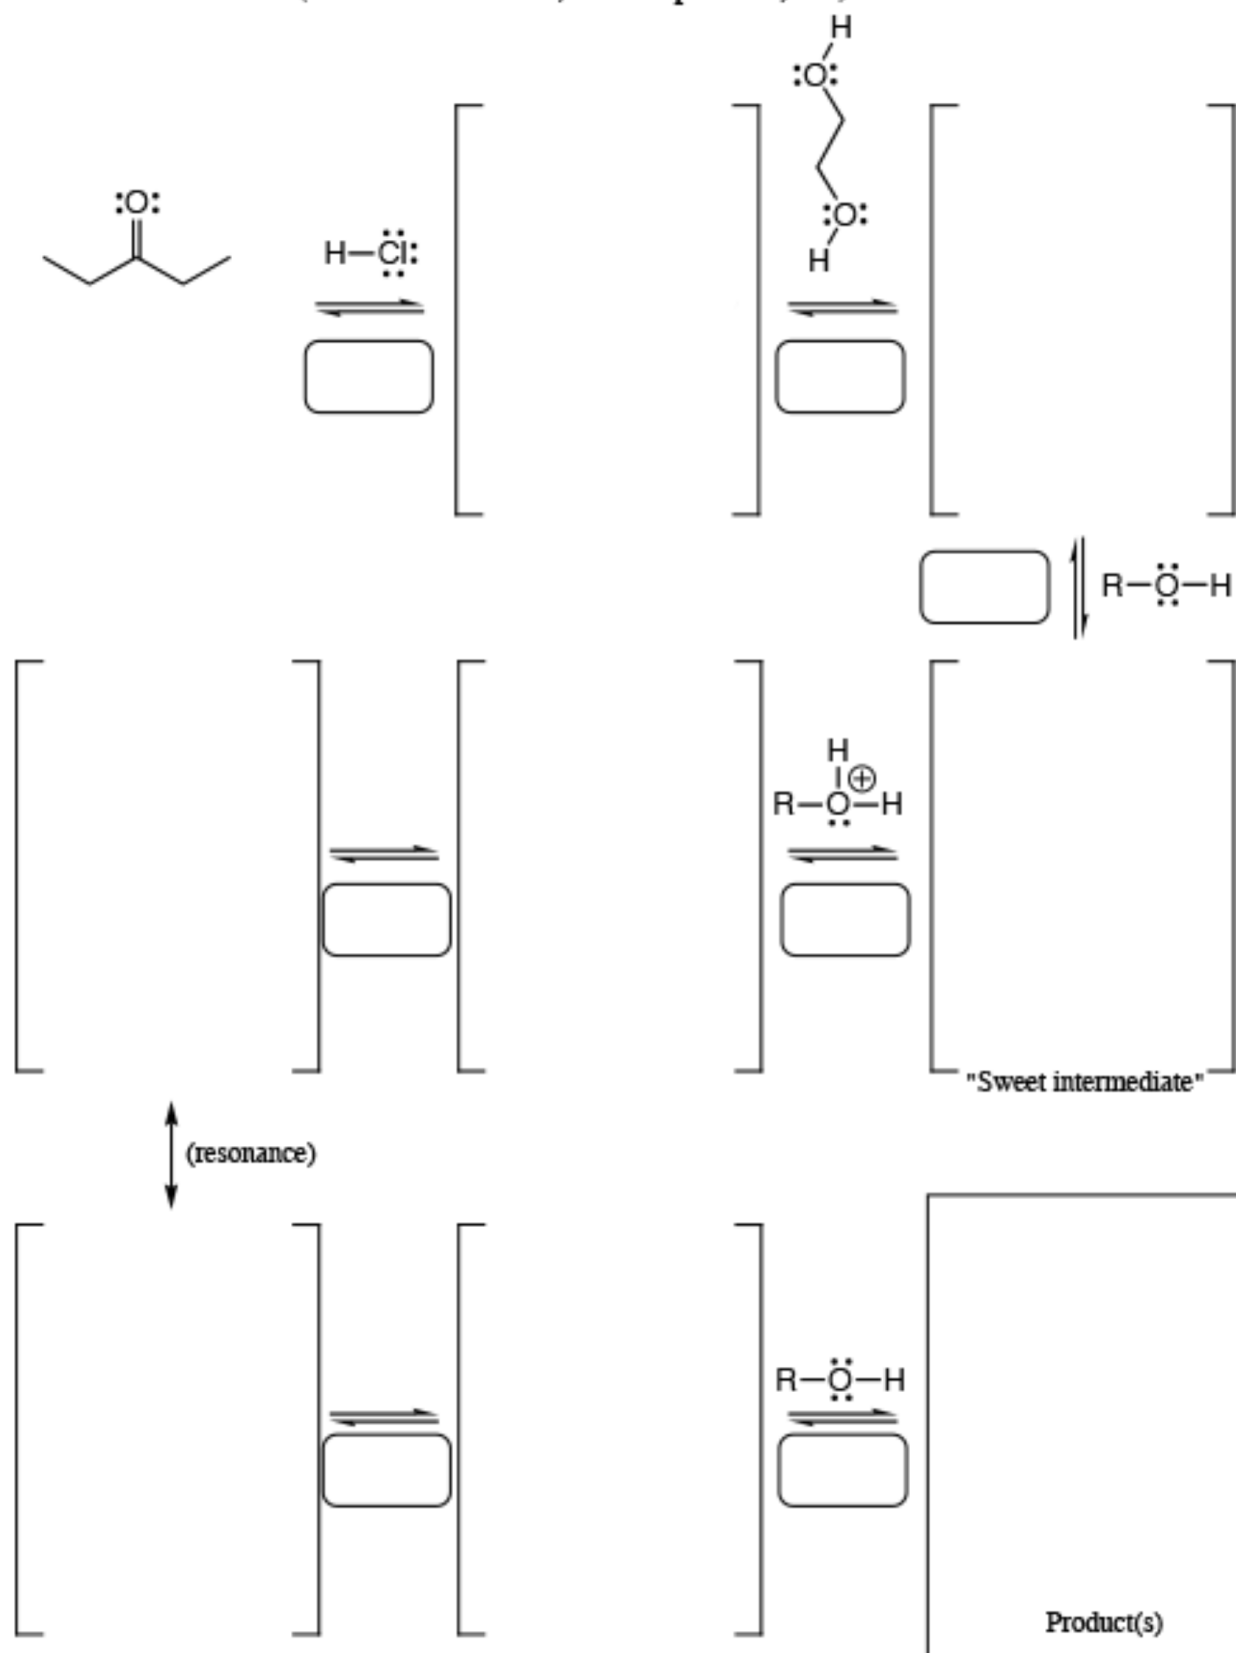 H
:O:
:O:
:O:
H–Cl:
H
R–O–H
H
R–O–H
⊕
"Sweet intermediate"
(resonance)
R–O–H
Product(s)